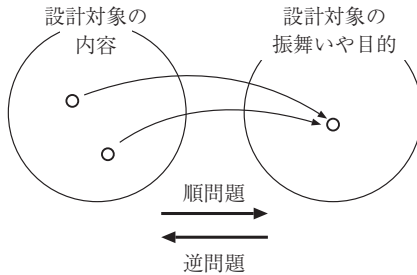 設計対象の
内容
設計対象の
振舞いや目的
順問題
逆問題